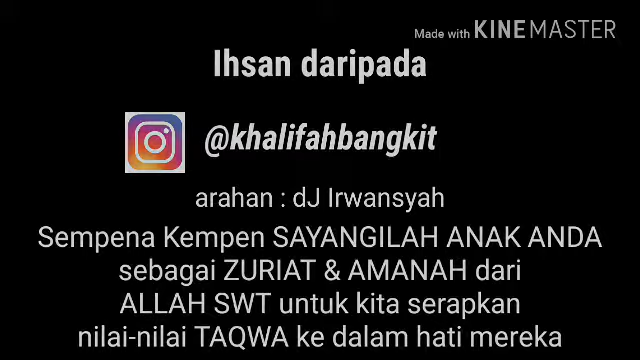 Made with KINEMASTER
Ihsan daripada
@khalifahbangkit
arahan : dJ Irwansyah
Sempena Kempen SAYANGILAH ANAK ANDA
sebagai ZURIAT & AMANAH dari
ALLAH SWT untuk kita serapkan
nilai-nilai TAQWA ke dalam hati mereka